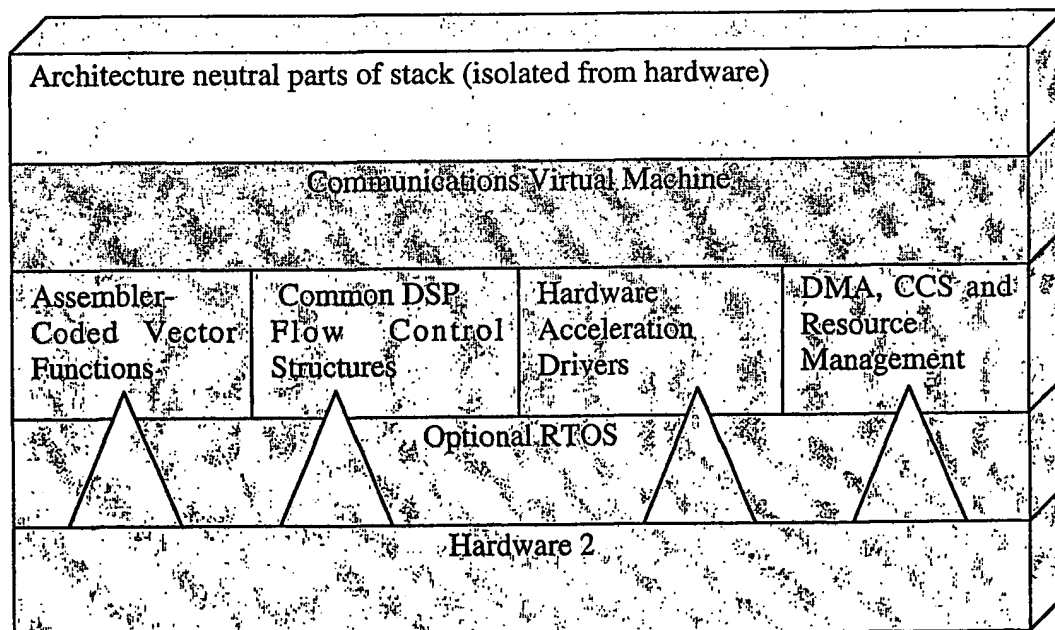 Architecture neutral parts of stack (isolated from hardware)
Communications Virtual Machine
Assembler-
Coded Vector
Functions
Common DSP
Flow Control
Structures
Hardware
Acceleration
Drivers
DMA, CCS and
Resource
Management
Optional RTOS
Hardware 2